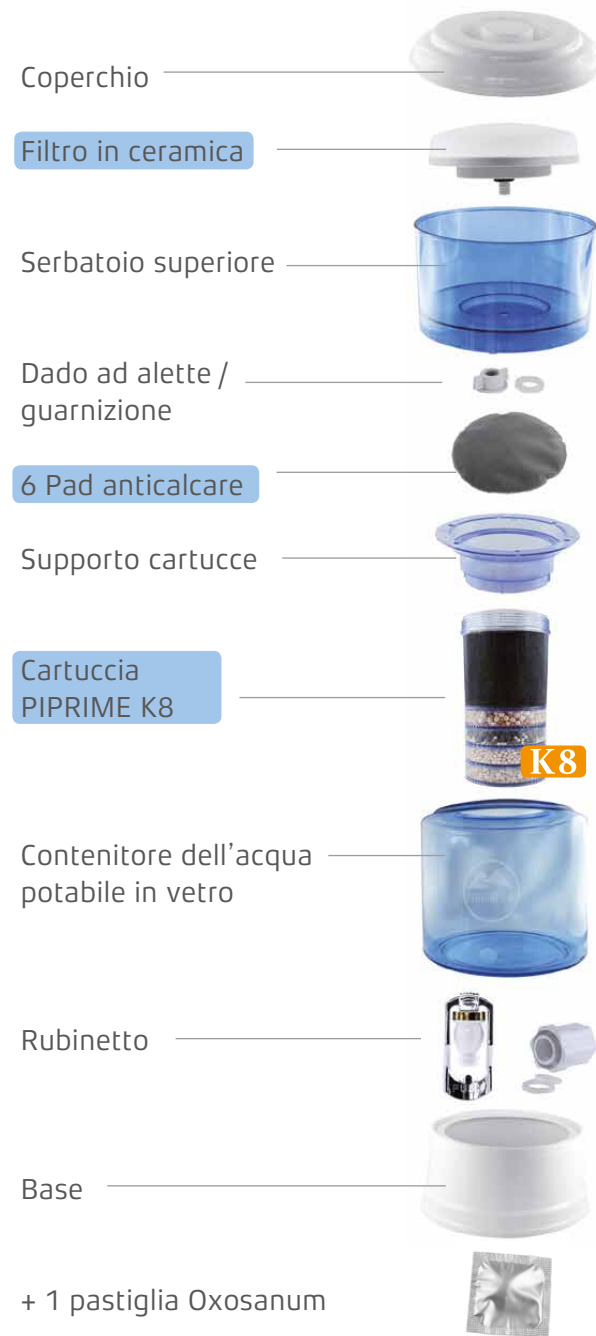 Coperchio
Filtro in ceramica
Serbatoio superiore
Dado ad alette /
guarnizione
6 Pad anticalcare
Supporto cartucce
Cartuccia
PIPRIME K8
K8
Contenitore dell’acqua
potabile in vetro
Rubinetto
Base
+ 1 pastiglia Oxosanum